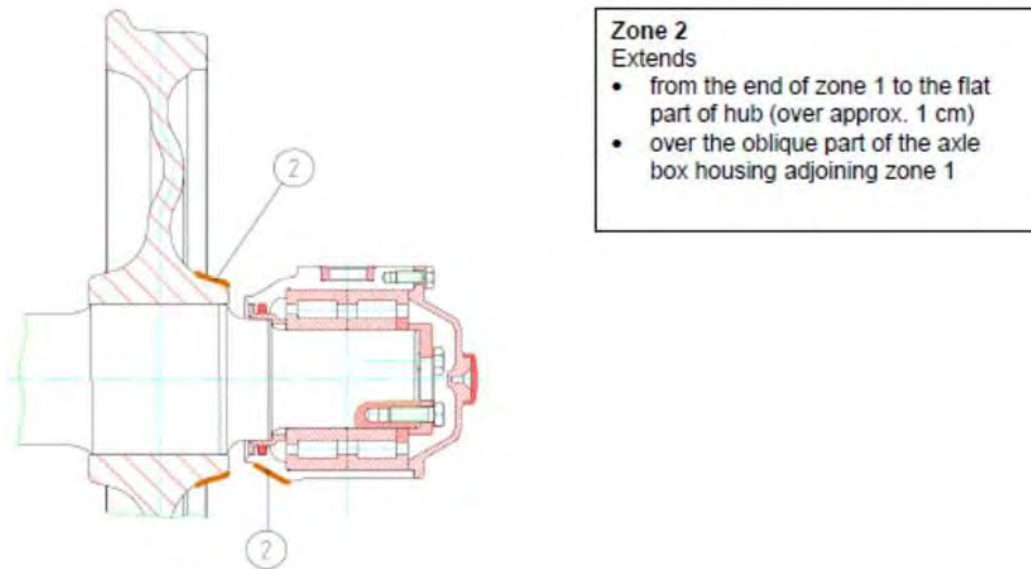 Zone 2
Extends
• from the end of zone 1 to the flat
part of hub (over approx. 1 cm)
• over the oblique part of the axle
box housing adjoining zone 1
2
2